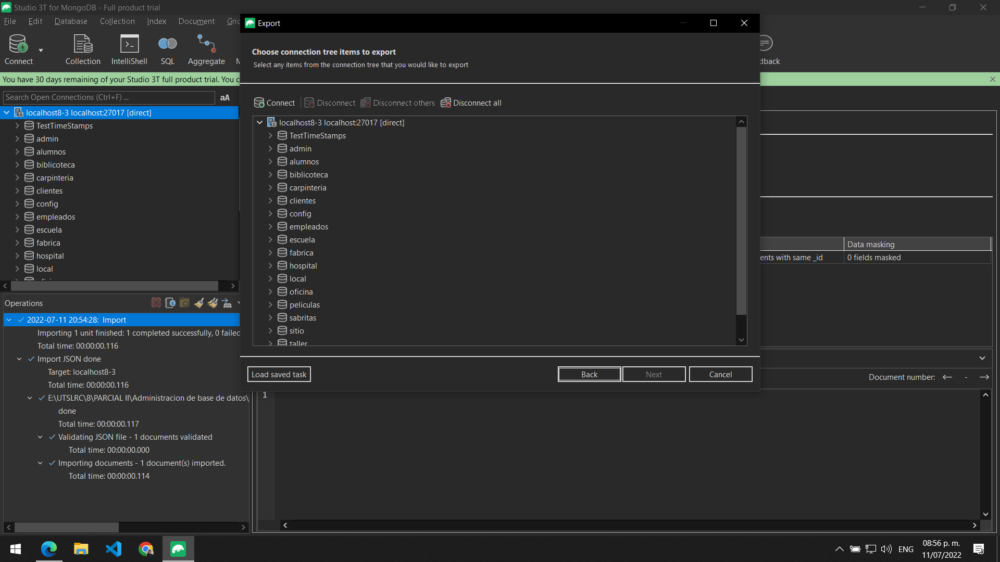 Studio 3T for MongoDB - Full product trial
File Edit Database Collection Index Document
Connect Collection IntelliShell SQL Aggregate
You have 30 days remaining of your Studio 3T full product trial. You c
Search Open Connections (Ctrl+F) ... aA
localhost8-3 localhost:27017 [direct]
TestTimeStamps
admin
alumnos
biblicoteca
carpinteria
clientes
config
empleados
escuela
fabrica
hospital
local
Operations
2022-07-11 20:54:28: Import
Importing 1 unit finished: 1 completed successfully, 0 failed
Total time: 00:00:00.116
Import JSON done
Target: localhost8-3
Total time: 00:00:00.116
E:\UTSLRC\8\PARCIAL II\Administracion de base de datos\
done
Total time: 00:00:00.117
Validating JSON file - 1 documents validated
Total time: 00:00:00.000
Importing documents - 1 document(s) imported.
Total time: 00:00:00.114
Export
Choose connection tree items to export
Select any items from the connection tree that you would like to export
Connect Disconnect Disconnect others Disconnect all
localhost8-3 localhost:27017 [direct]
TestTimeStamps
admin
alumnos
biblicoteca
carpinteria
clientes
config
empleados
escuela
fabrica
hospital
local
oficina
peliculas
sabritas
sitio
taller
Load saved task Back Next Cancel
dback
Data masking
ents with same _id 0 fields masked
Document number: -
1
ENG
08:56 p. m.
11/07/2022